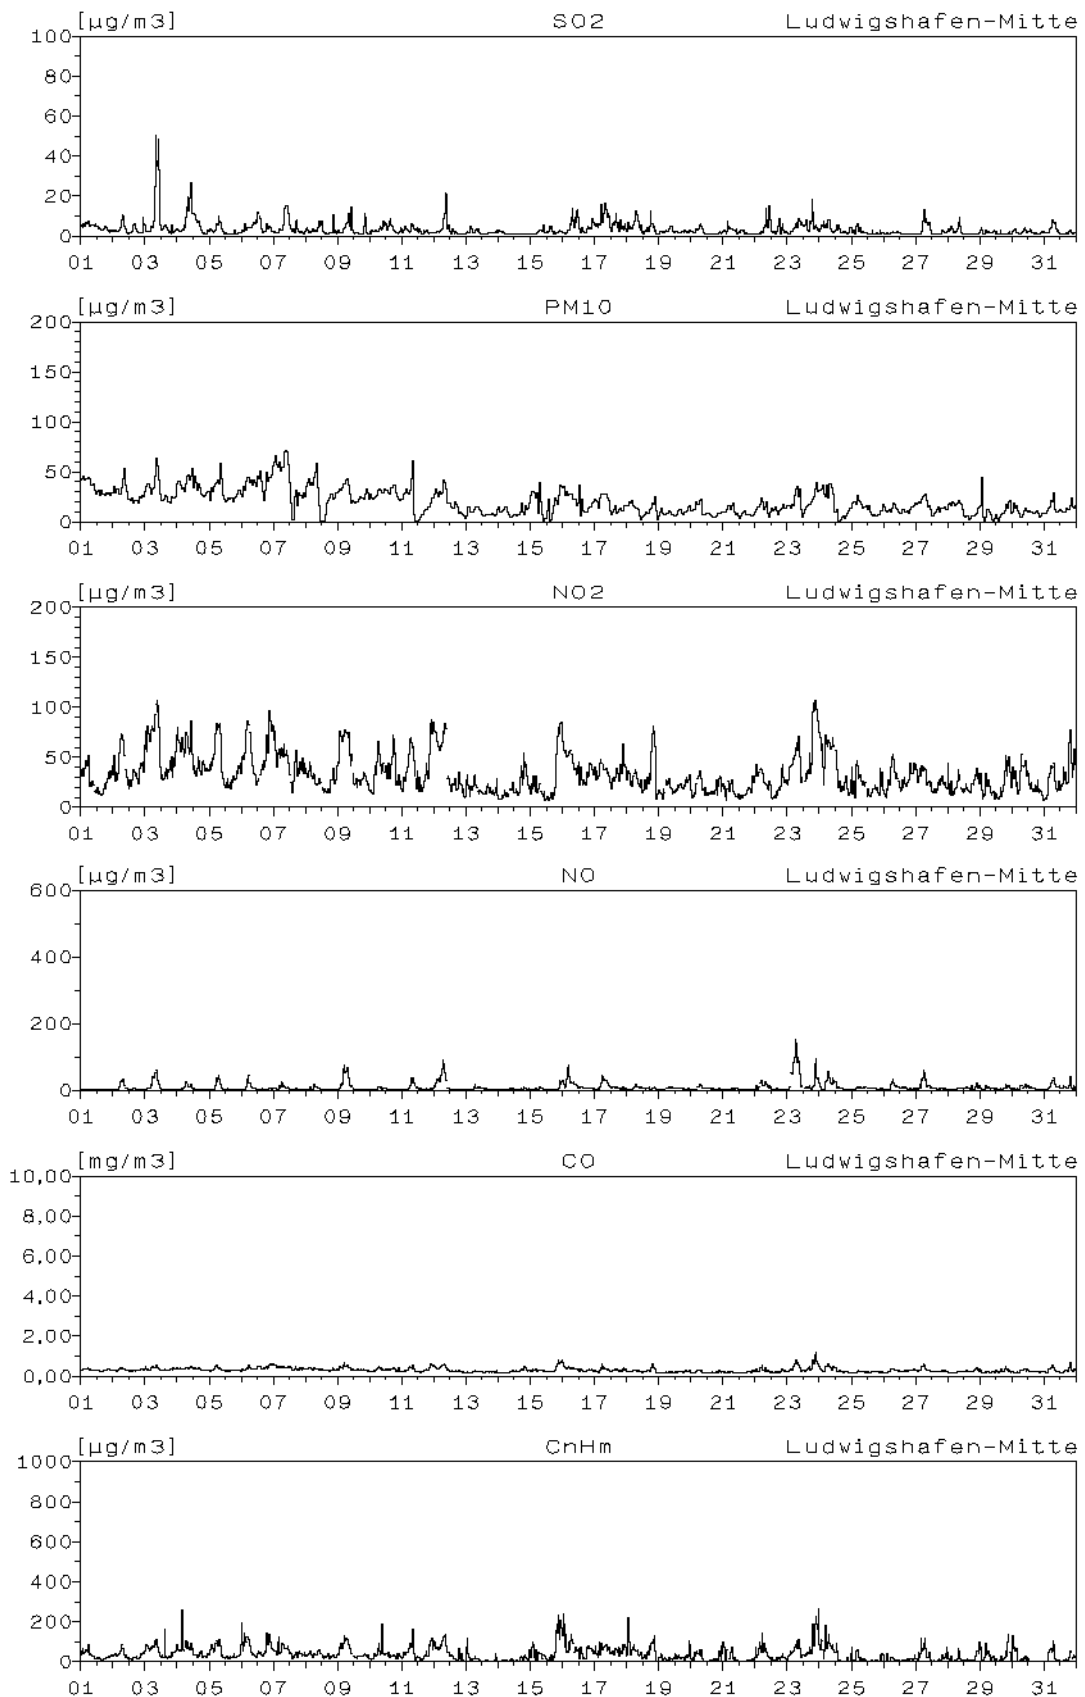 [µg/m3] SO2 Ludwigshafen-Mitte
100
80
60
40
20
0
01 03 05 07 09 11 13 15 17 19 21 23 25 27 29 31
[µg/m3] PM10 Ludwigshafen-Mitte
200
150
100
50
0
01 03 05 07 09 11 13 15 17 19 21 23 25 27 29 31
[µg/m3] NO2 Ludwigshafen-Mitte
200
150
100
50
0
01 03 05 07 09 11 13 15 17 19 21 23 25 27 29 31
[µg/m3] NO Ludwigshafen-Mitte
600
400
200
0
01 03 05 07 09 11 13 15 17 19 21 23 25 27 29 31
[mg/m3] CO Ludwigshafen-Mitte
10,00
8,00
6,00
4,00
2,00
0,00
01 03 05 07 09 11 13 15 17 19 21 23 25 27 29 31
[µg/m3] CnHm Ludwigshafen-Mitte
1000
800
600
400
200
0
01 03 05 07 09 11 13 15 17 19 21 23 25 27 29 31